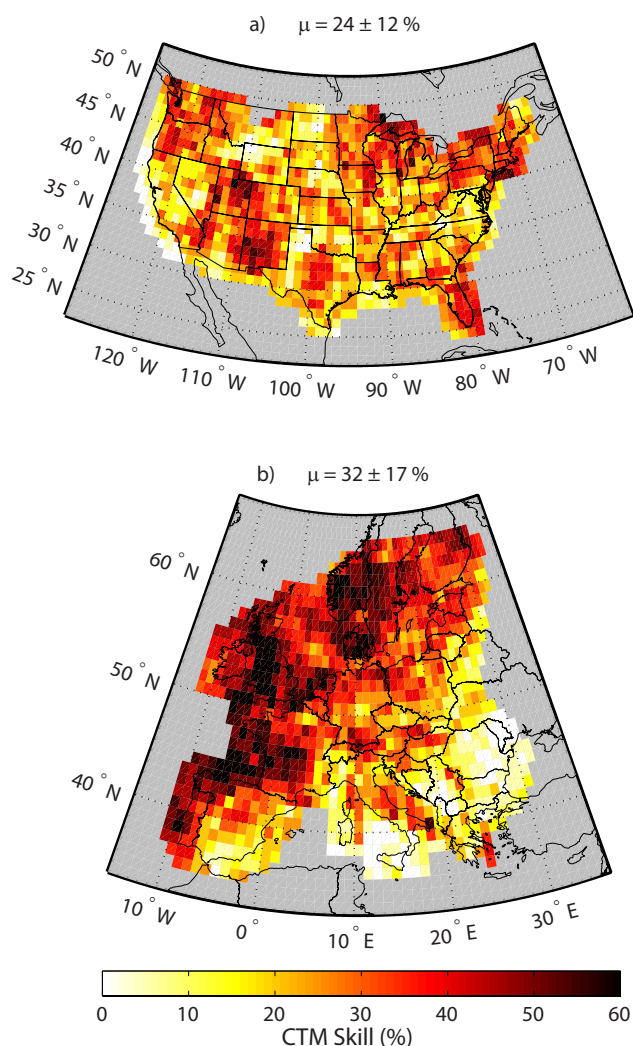 a) μ = 24 ± 12 %
50 °N
45 °N
40 °N
35 °N
30 °N
25 °N
120 °W
110 °W
100 °W
90 °W
80 °W
70 °W
b) μ = 32 ± 17 %
60 °N
50 °N
40 °N
10 °W
0 °
10 °E
20 °E
30 °E
0 10 20 30 40 50 60
CTM Skill (%)